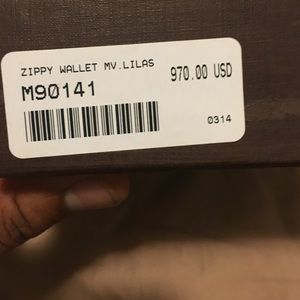 ZIPPY WALLET MV.LILAS
970.00 USD
M90141
0314